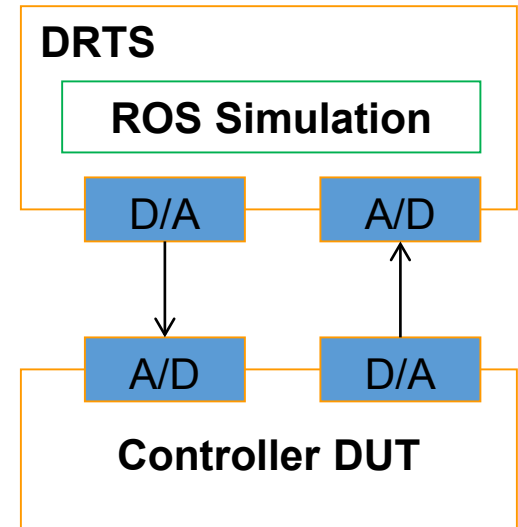 DRTS
ROS Simulation
D/A A/D
A/D D/A
Controller DUT